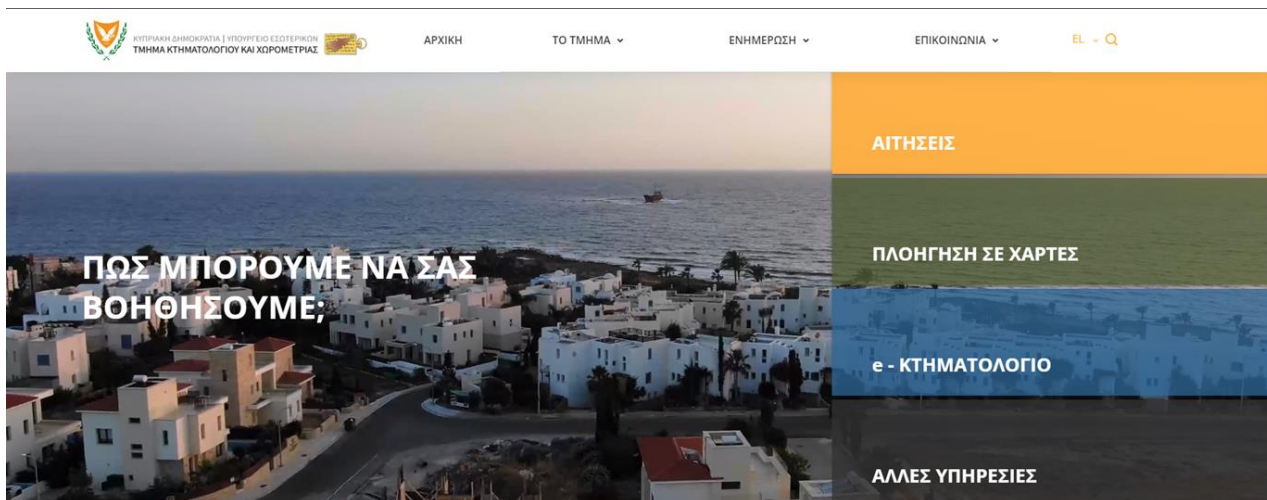 ΚΥΠΡΙΑΚΗ ΔΗΜΟΚΡΑΤΙΑ | ΥΠΟΥΡΓΕΙΟ ΕΣΩΤΕΡΙΚΩΝ
ΤΜΗΜΑ ΚΤΗΜΑΤΟΛΟΓΙΟΥ ΚΑΙ ΧΩΡΟΜΕΤΡΙΑΣ
ΑΡΧΙΚΗ
ΤΟ ΤΜΗΜΑ
ΕΝΗΜΕΡΩΣΗ
ΕΠΙΚΟΙΝΩΝΙΑ
EL
ΠΩΣ ΜΠΟΡΟΥΜΕ ΝΑ ΣΑΣ
ΒΟΗΘΗΣΟΥΜΕ;
ΑΙΤΗΣΕΙΣ
ΠΛΟΗΓΗΣΗ ΣΕ ΧΑΡΤΕΣ
e - ΚΤΗΜΑΤΟΛΟΓΙΟ
ΑΛΛΕΣ ΥΠΗΡΕΣΙΕΣ